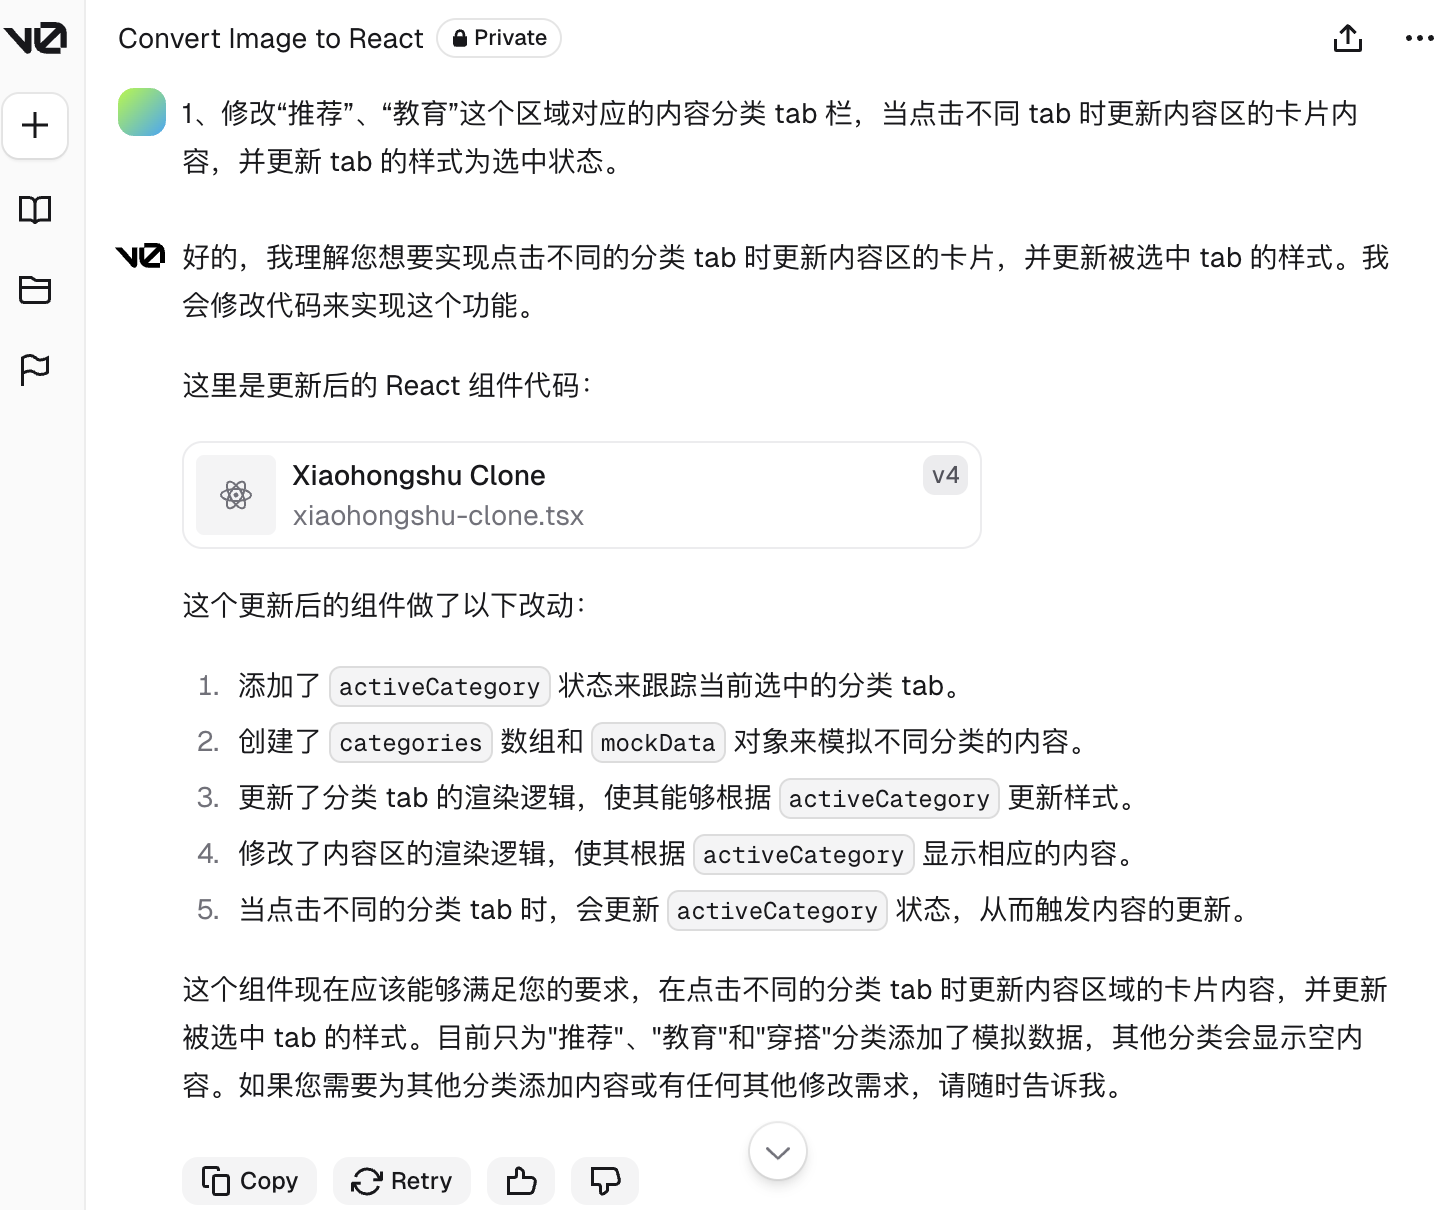 v0
Convert Image to React
Private
1、修改“推荐”、“教育”这个区域对应的内容分类 tab 栏，当点击不同 tab 时更新内容区的卡片内
容，并更新 tab 的样式为选中状态。
v0
好的，我理解您想要实现点击不同的分类 tab 时更新内容区的卡片，并更新被选中 tab 的样式。我
会修改代码来实现这个功能。
这里是更新后的 React 组件代码：
Xiaohongshu Clone
v4
xiaohongshu-clone.tsx
这个更新后的组件做了以下改动：
1. 添加了 activeCategory 状态来跟踪当前选中的分类 tab。
2. 创建了 categories 数组和 mockData 对象来模拟不同分类的内容。
3. 更新了分类 tab 的渲染逻辑，使其能够根据 activeCategory 更新样式。
4. 修改了内容区的渲染逻辑，使其根据 activeCategory 显示相应的内容。
5. 当点击不同的分类 tab 时，会更新 activeCategory 状态，从而触发内容的更新。
这个组件现在应该能够满足您的要求，在点击不同的分类 tab 时更新内容区域的卡片内容，并更新
被选中 tab 的样式。目前只为"推荐"、"教育"和"穿搭"分类添加了模拟数据，其他分类会显示空内
容。如果您需要为其他分类添加内容或有任何其他修改需求，请随时告诉我。
Copy
Retry